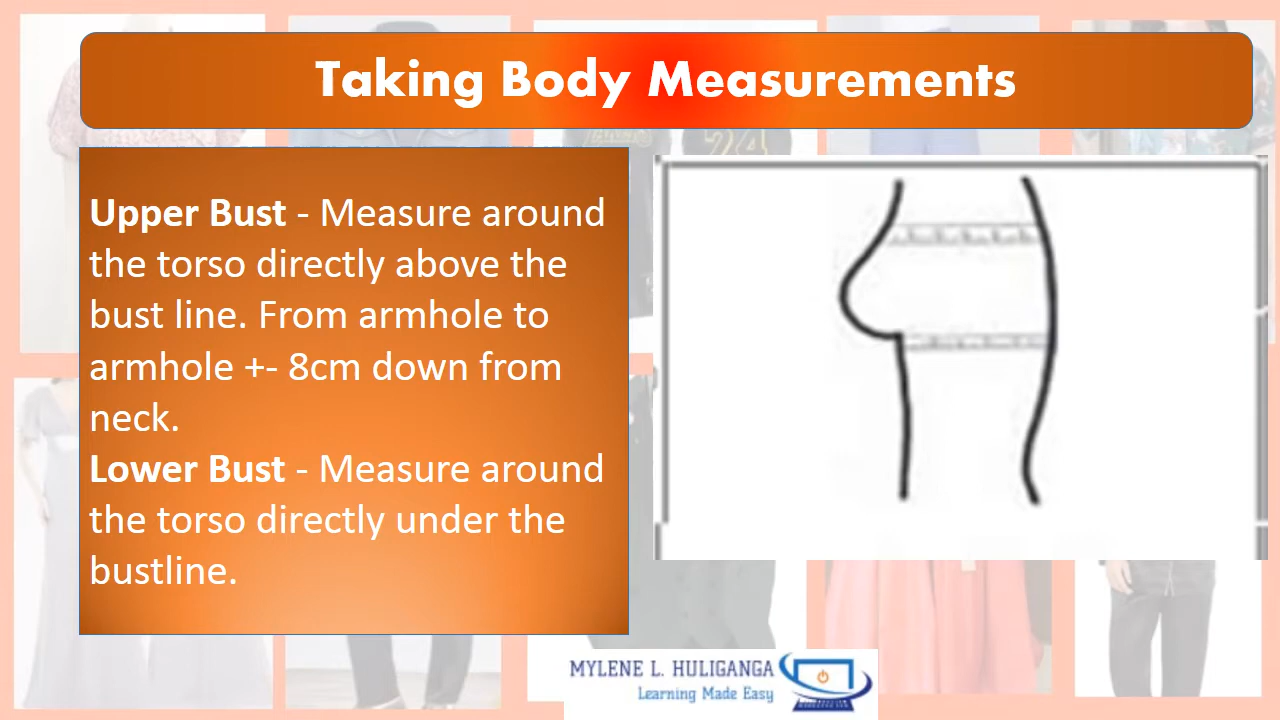 Taking Body Measurements
Upper Bust - Measure around
the torso directly above the
bust line. From armhole to
armhole +- 8cm down from
neck.
Lower Bust - Measure around
the torso directly under the
bustline.
24
MYLENE L. HULIGANGA
Learning Made Easy